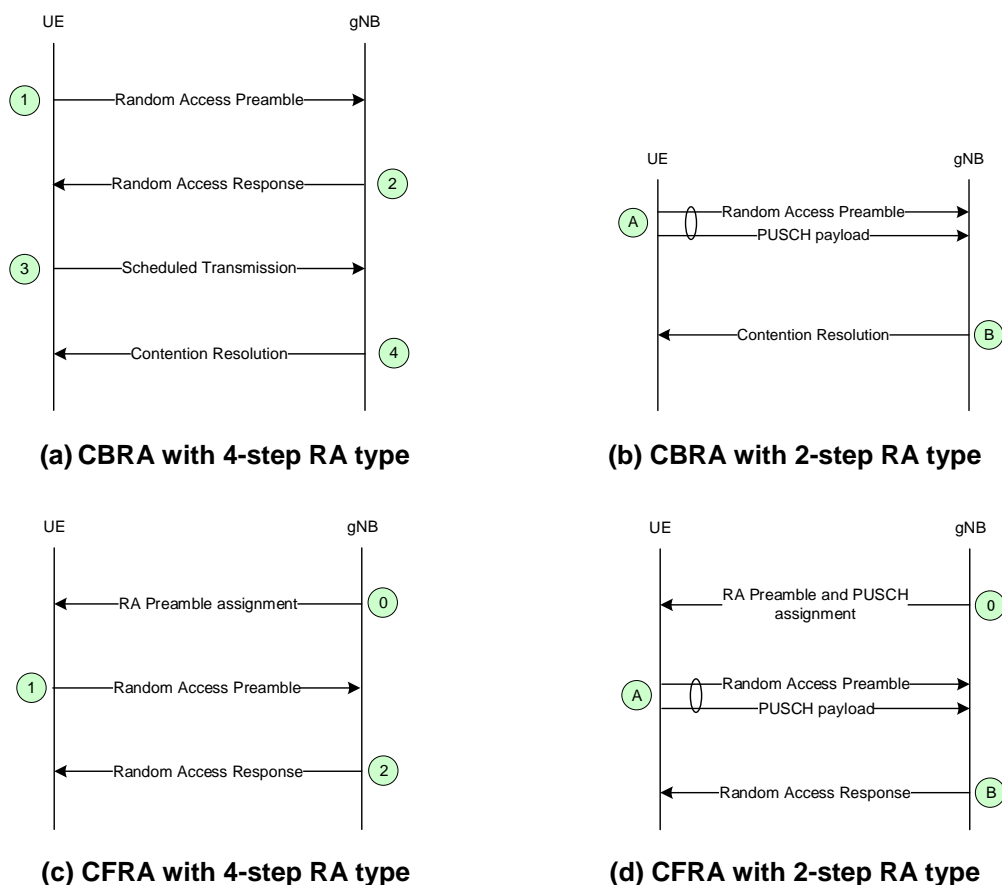 UE
gNB
1
Random Access Preamble
Random Access Response
2
3
Scheduled Transmission
Contention Resolution
4
(a) CBRA with 4-step RA type
UE
gNB
A
Random Access Preamble
PUSCH payload
Contention Resolution
B
(b) CBRA with 2-step RA type
UE
gNB
RA Preamble assignment
0
1
Random Access Preamble
Random Access Response
2
(c) CFRA with 4-step RA type
UE
gNB
RA Preamble and PUSCH
assignment
0
A
Random Access Preamble
PUSCH payload
Random Access Response
B
(d) CFRA with 2-step RA type